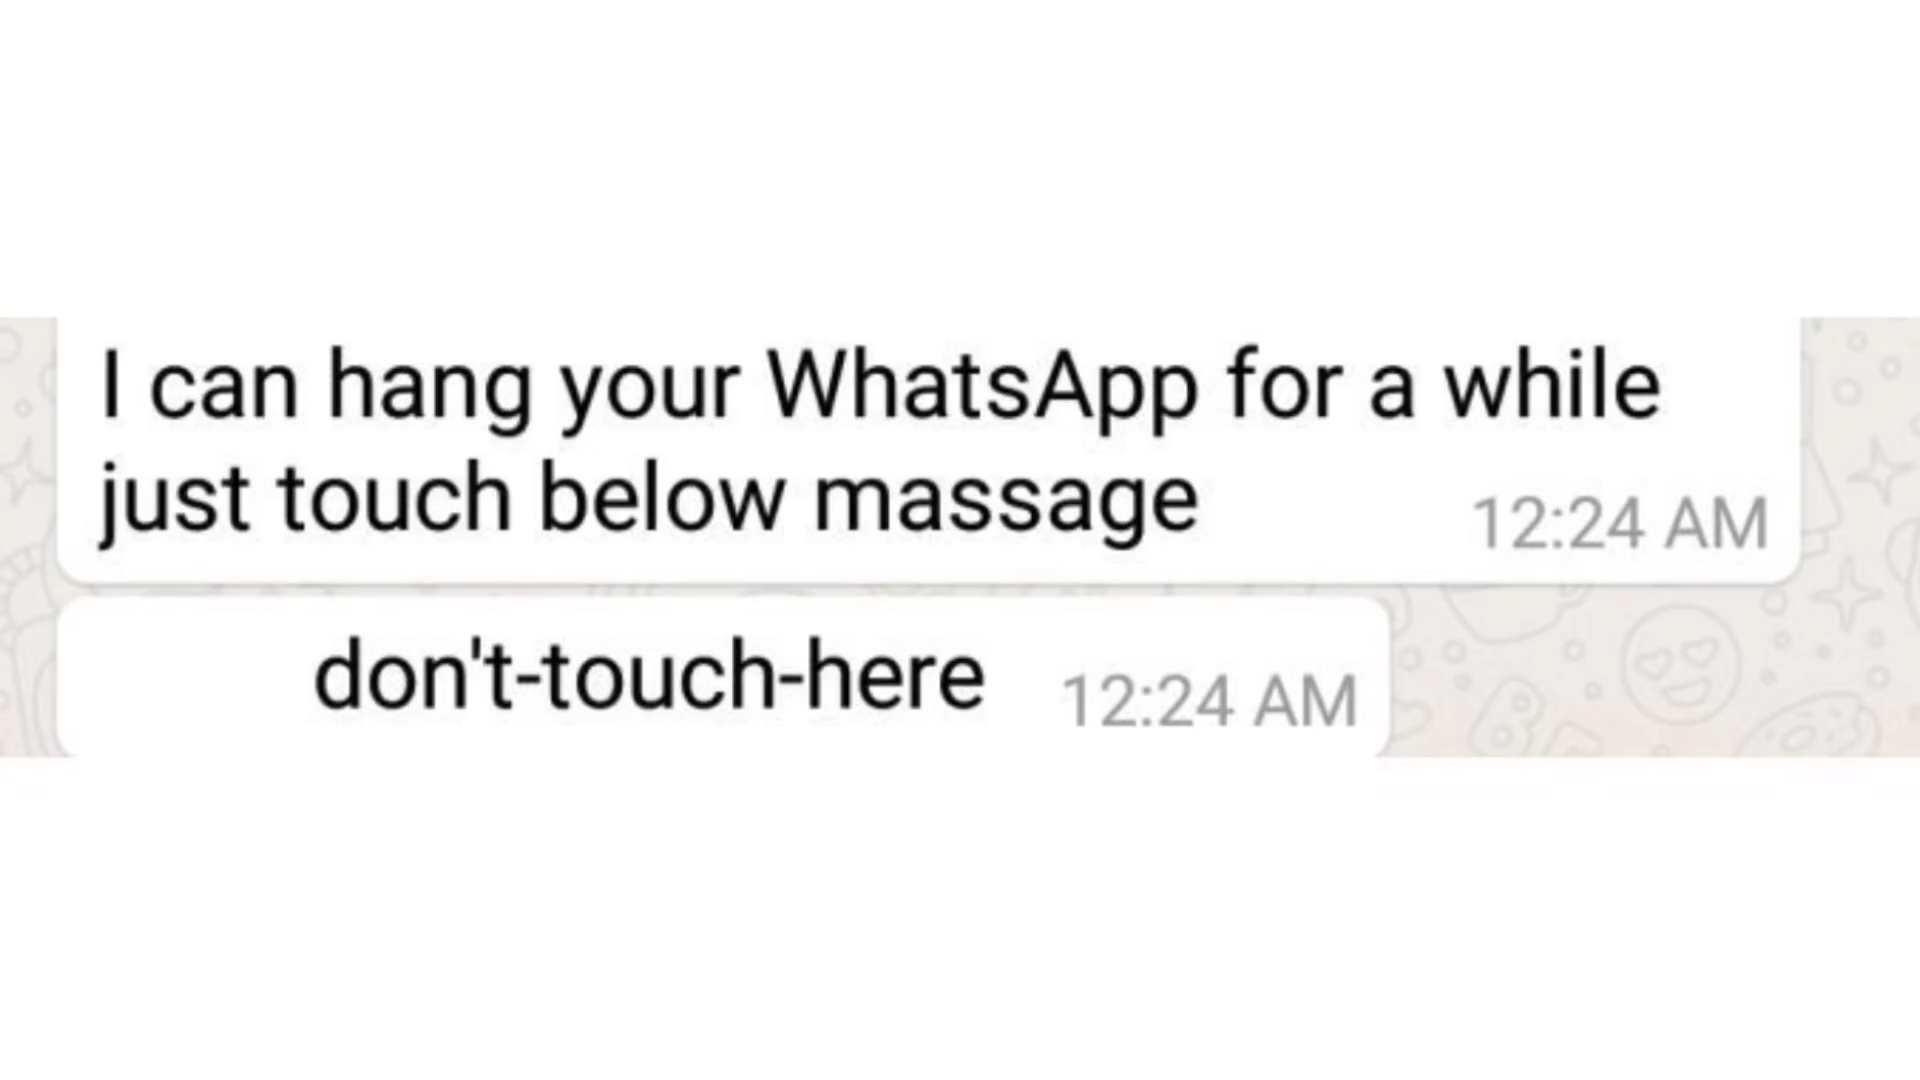 I can hang your WhatsApp for a while
just touch below massage
12:24 AM
don't-touch-here
12:24 AM